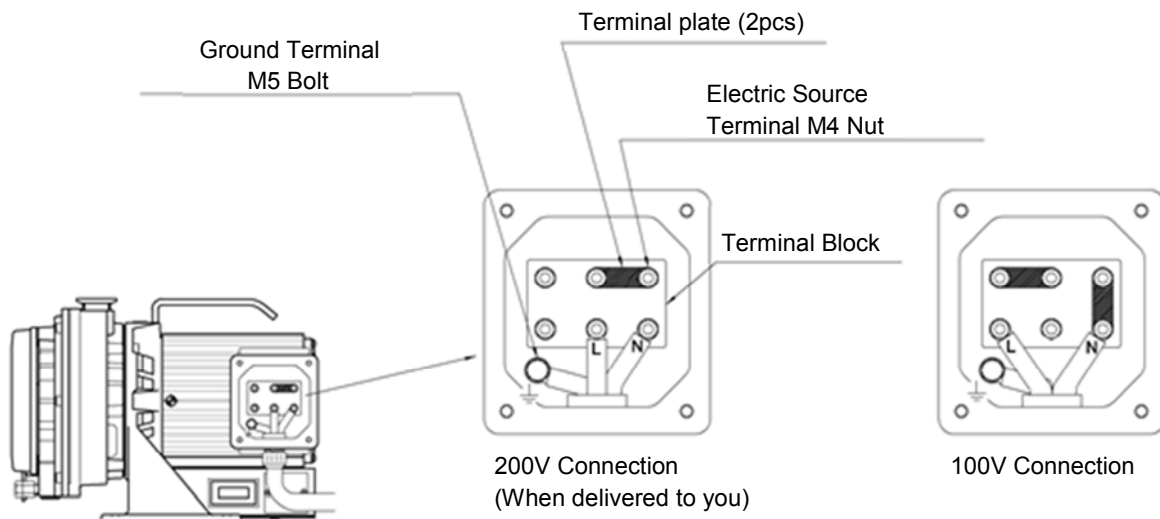 Terminal plate (2pcs)
Ground Terminal
M5 Bolt
Electric Source
Terminal M4 Nut
Terminal Block
L N
L N
200V Connection
(When delivered to you)
100V Connection